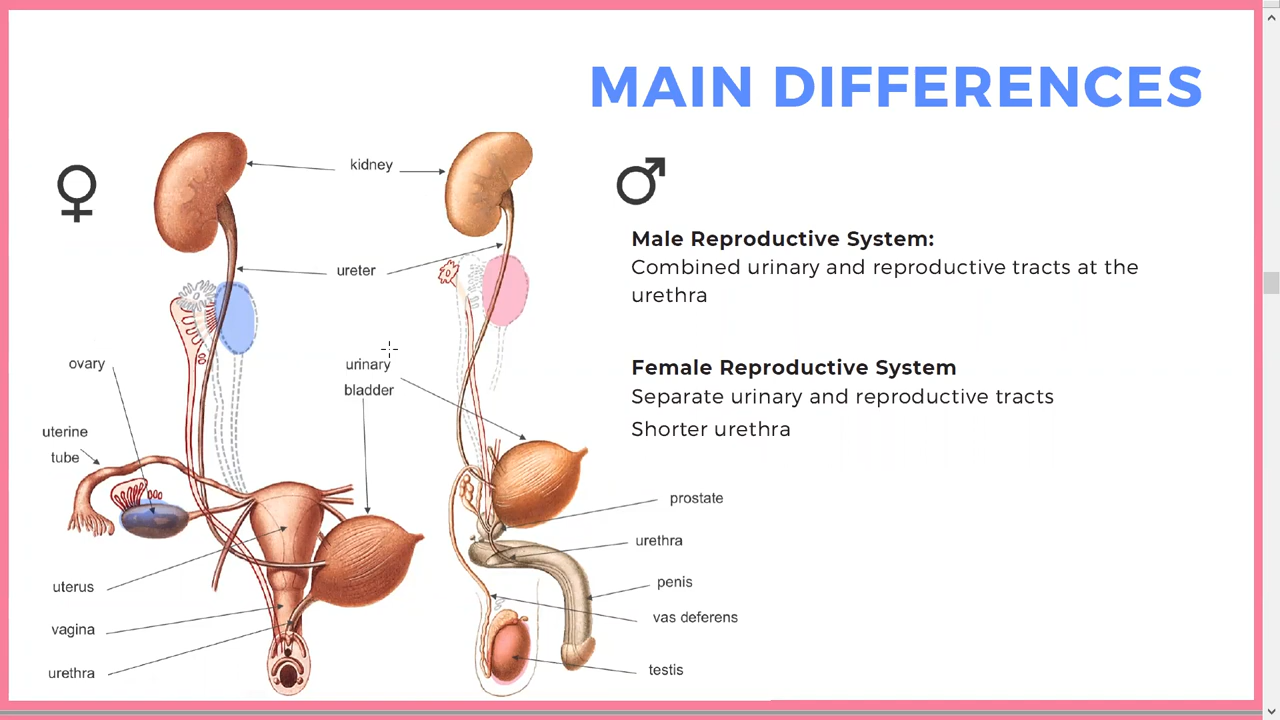 MAIN DIFFERENCES
kidney
ureter
ovary
urinary
bladder
uterine
tube
uterus
vagina
urethra
Male Reproductive System:
Combined urinary and reproductive tracts at the
urethra
Female Reproductive System
Separate urinary and reproductive tracts
Shorter urethra
prostate
urethra
penis
vas deferens
testis